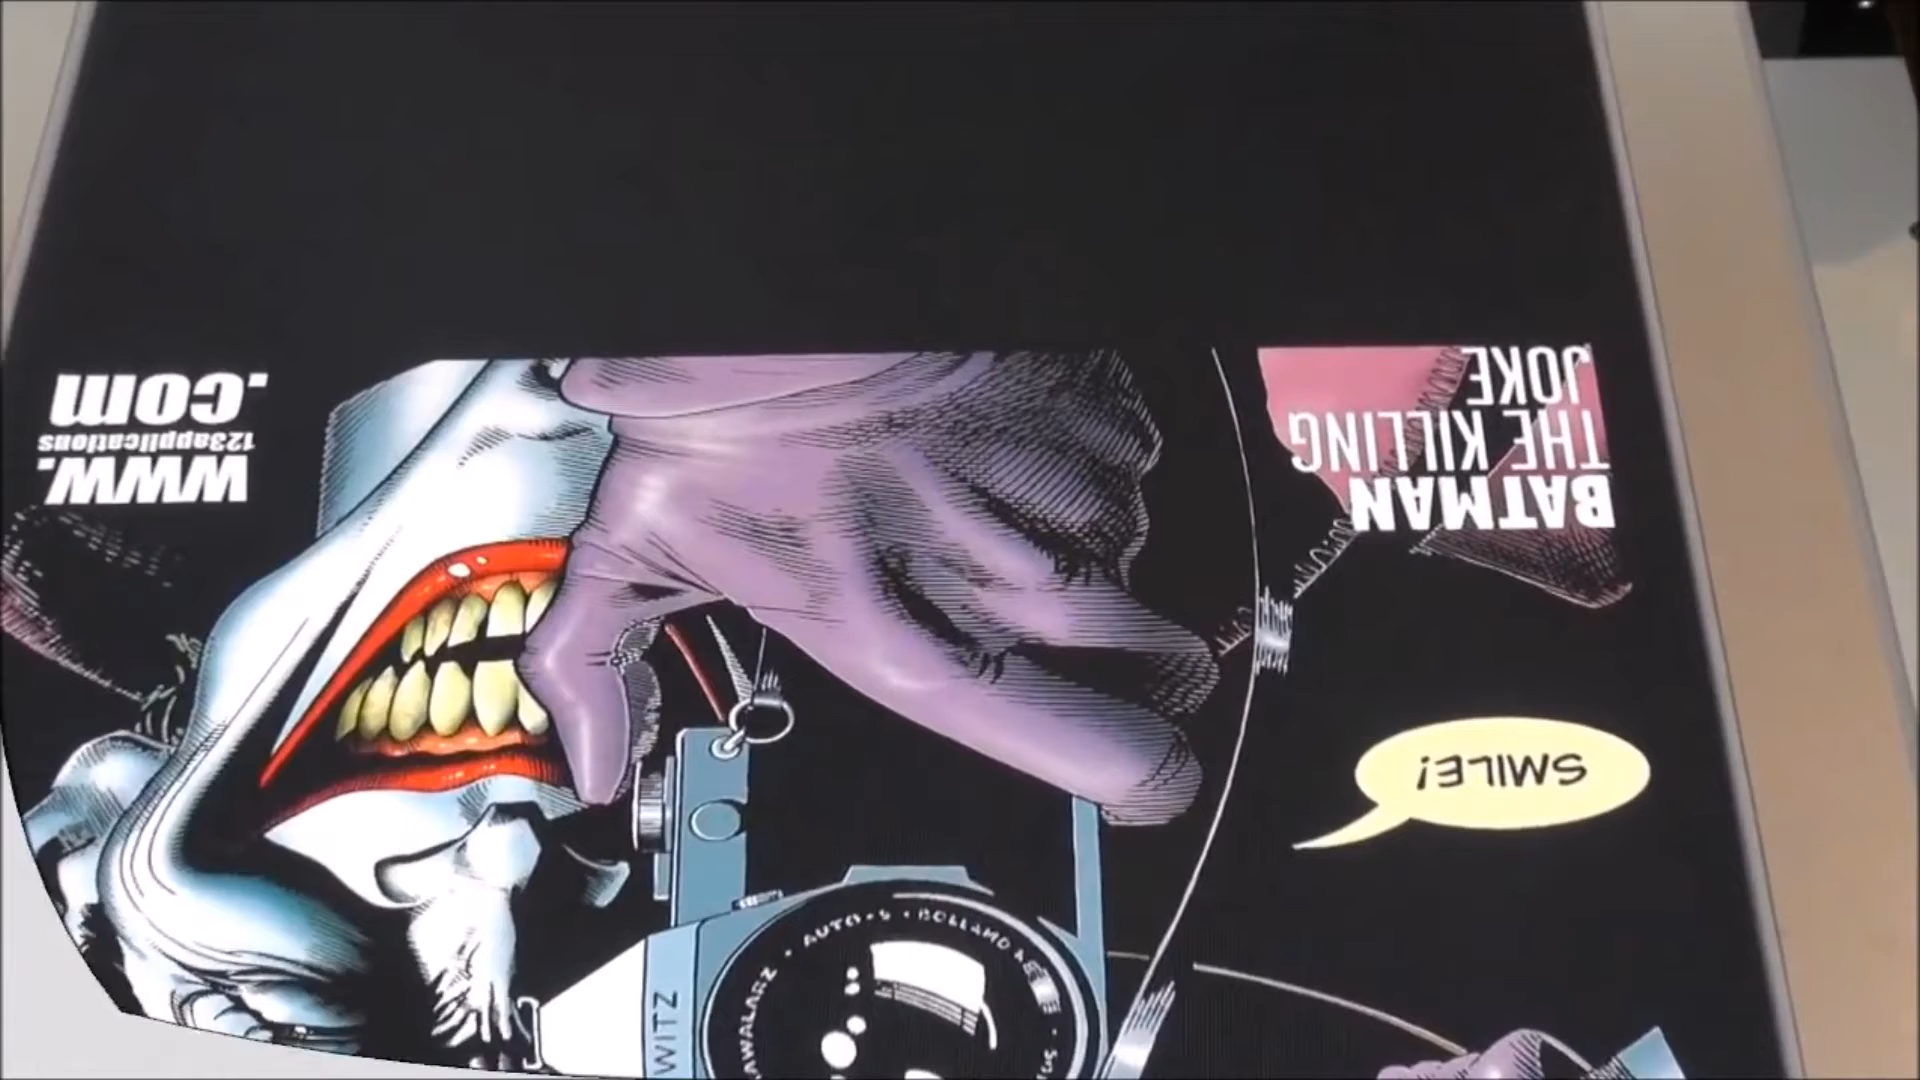 WITZ
AUTO-S · BOLLAND
SMILE!
BATMAN
THE KILLING
JOKE
www.
123applications
.com